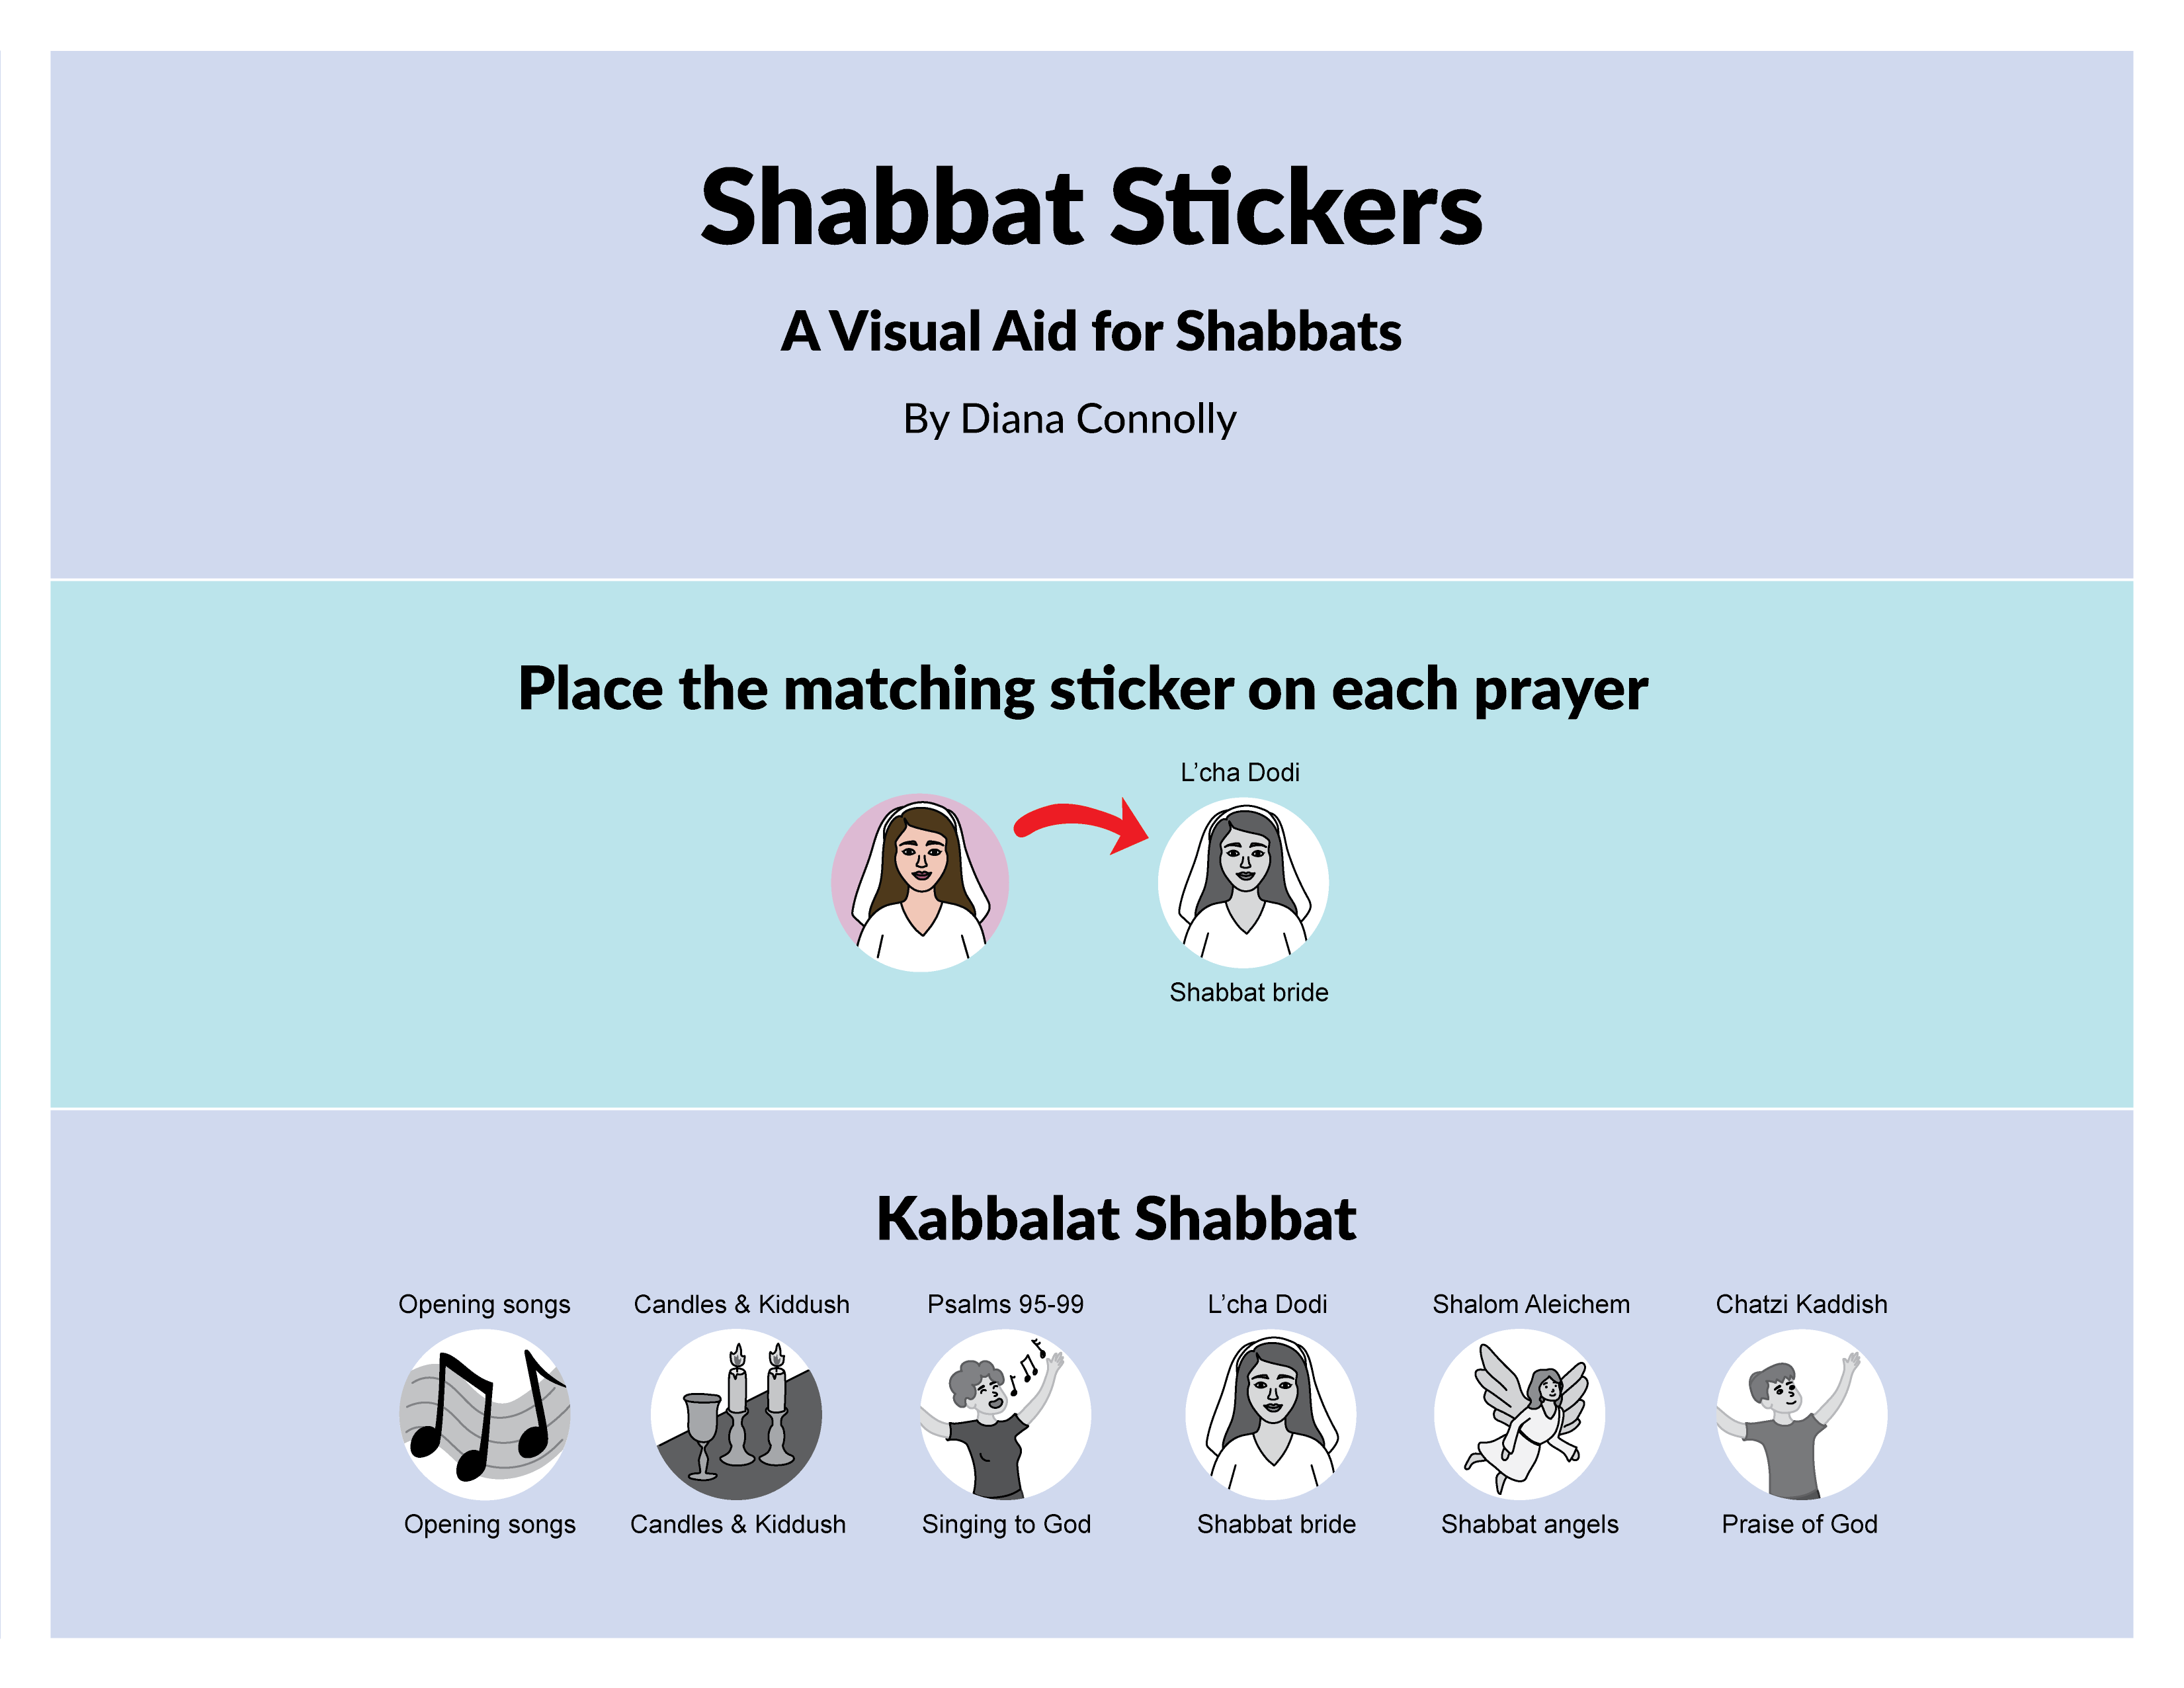 Shabbat Stickers
A Visual Aid for Shabbats
By Diana Connolly
Place the matching sticker on each prayer
L’cha Dodi
Shabbat bride
Kabbalat Shabbat
Opening songs
Candles & Kiddush
Psalms 95-99
L’cha Dodi
Shalom Aleichem
Chatzi Kaddish
Opening songs
Candles & Kiddush
Singing to God
Shabbat bride
Shabbat angels
Praise of God